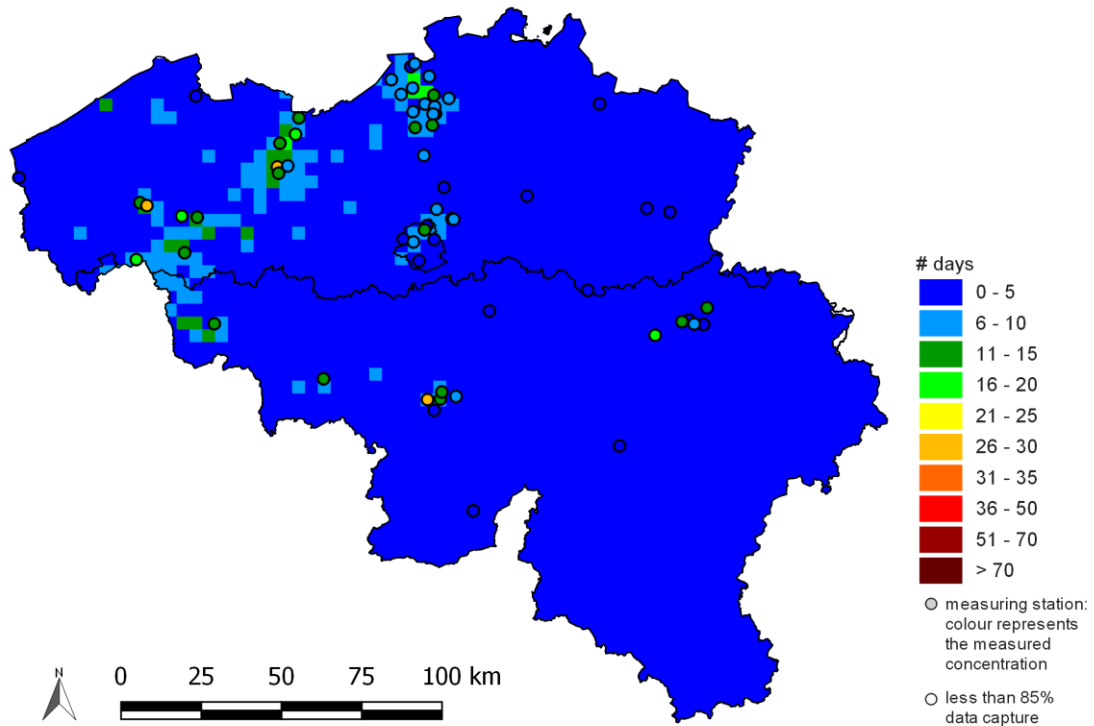 # days
0 - 5
6 - 10
11 - 15
16 - 20
21 - 25
26 - 30
31 - 35
36 - 50
51 - 70
> 70
measuring station:
colour represents
the measured
concentration
less than 85%
data capture
N
0 25 50 75 100 km